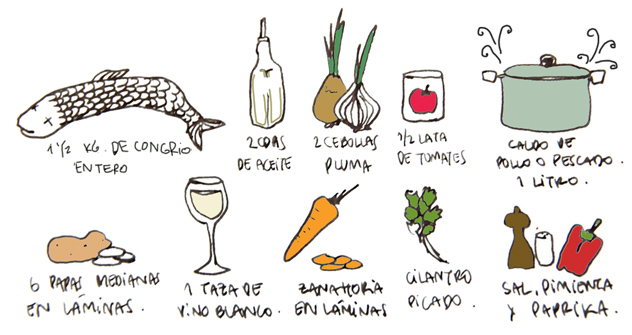 1 1/2 KG. DE CONGRIO
ENTERO
2 CDAS
DE ACEITE
2 CEBOLLAS
PLUMA
1/2 LATA
DE TOMATES
CALDO DE
POLLO O PESCADO.
1 LITRO.
6 PAPAS MEDIANAS
EN LÁMINAS.
1 TAZA DE
VINO BLANCO.
ZANAHORIA
EN LÁMINAS
CILANTRO
PICADO.
SAL, PIMIENTA
Y PAPRIKA.